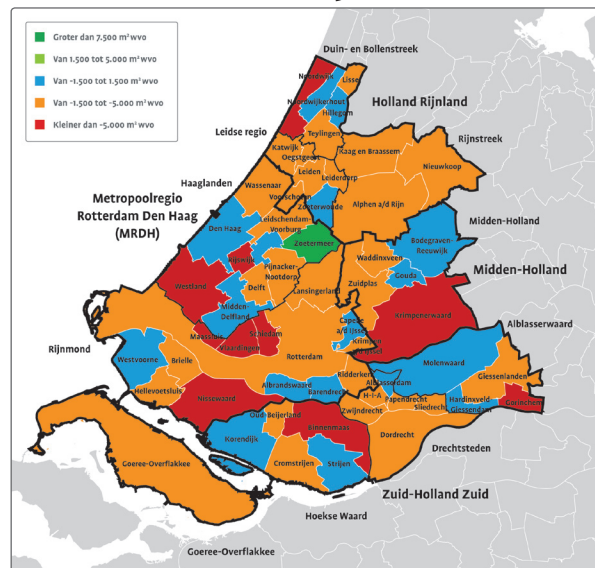 Groter dan 7.500 m² wvo
Van 1.500 tot 5.000 m² wvo
Van -1.500 tot 1.500 m² wvo
Van -1.500 tot -5.000 m² wvo
Kleiner dan -5.000 m² wvo
Duin- en Bollenstreek
Noordwijk
Lisse
Noordwijkerhout
Hillegom
Holland Rijnland
Leidse regio
Teylingen
Rijnstreek
Katwijk
Oegstgeest
Kaag en Braassem
Nieuwkoop
Haaglanden
Wassenaar
Leiden
Leiderdorp
Voorschoten
Zoeterwoude
Alphen a/d Rijn
Metropoolregio
Rotterdam Den Haag
(MRDH)
Den Haag
Leidschendam-
Voorburg
Zoetermeer
Midden-Holland
Bodegraven-
Reeuwijk
Waddinxveen
Rijswijk
Pijnacker-
Nootdorp
Gouda
Midden-Holland
Westland
Delft
Lansingerland
Zuidplas
Midden-
Delfland
Krimpenerwaard
Capelle
a/d IJssel
Krimpen
a/d IJssel
Alblasserwaard
Maassluis
Schiedam
Vlaardingen
Rijnmond
Westvoorne
Brielle
Rotterdam
Molenwaard
Giessenlanden
Ridderkerk
Alblasserdam
Hellevoetsluis
Albrandswaard
Barendrecht
H-I-A
Papendrecht
Hardinxveld
Giessendam
Gorinchem
Nissewaard
Zwijndrecht
Sliedrecht
Oud-Beijerland
Binnenmaas
Dordrecht
Korendijk
Drechtsteden
Goeree-Overflakkee
Cromstrijen
Strijen
Zuid-Holland Zuid
Hoekse Waard
Goeree-Overflakkee